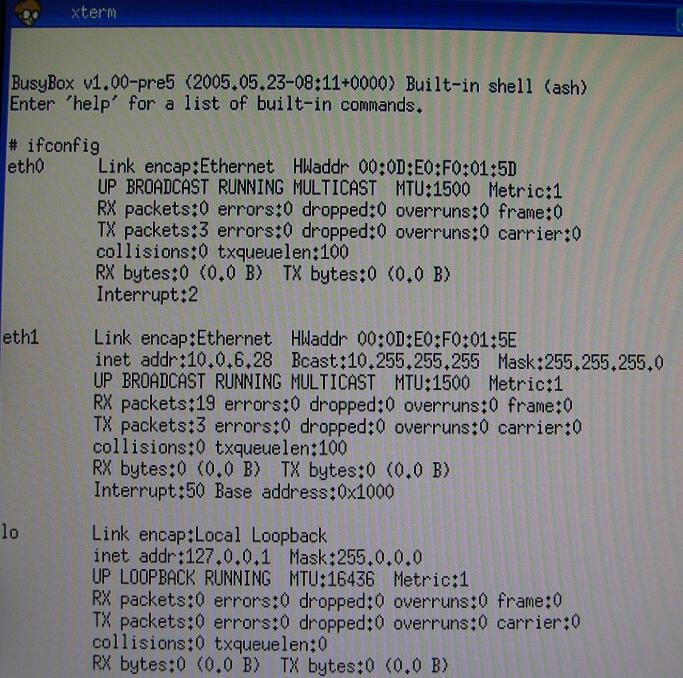 xterm
BusyBox v1.00-pre5 (2005.05.23-08:11+0000) Built-in shell (ash)
Enter 'help' for a list of built-in commands.
# ifconfig
eth0 Link encap:Ethernet HWaddr 00:0D:E0:F0:01:5D
UP BROADCAST RUNNING MULTICAST MTU:1500 Metric:1
RX packets:0 errors:0 dropped:0 overruns:0 frame:0
TX packets:3 errors:0 dropped:0 overruns:0 carrier:0
collisions:0 txqueuelen:100
RX bytes:0 (0.0 B) TX bytes:0 (0.0 B)
Interrupt:2
eth1 Link encap:Ethernet HWaddr 00:0D:E0:F0:01:5E
inet addr:10.0.6.28 Bcast:10.255.255.255 Mask:255.255.255.0
UP BROADCAST RUNNING MULTICAST MTU:1500 Metric:1
RX packets:19 errors:0 dropped:0 overruns:0 frame:0
TX packets:3 errors:0 dropped:0 overruns:0 carrier:0
collisions:0 txqueuelen:100
RX bytes:0 (0.0 B) TX bytes:0 (0.0 B)
Interrupt:50 Base address:0x1000
lo Link encap:Local Loopback
inet addr:127.0.0.1 Mask:255.0.0.0
UP LOOPBACK RUNNING MTU:16436 Metric:1
RX packets:0 errors:0 dropped:0 overruns:0 frame:0
TX packets:0 errors:0 dropped:0 overruns:0 carrier:0
collisions:0 txqueuelen:0
RX bytes:0 (0.0 B) TX bytes:0 (0.0 B)